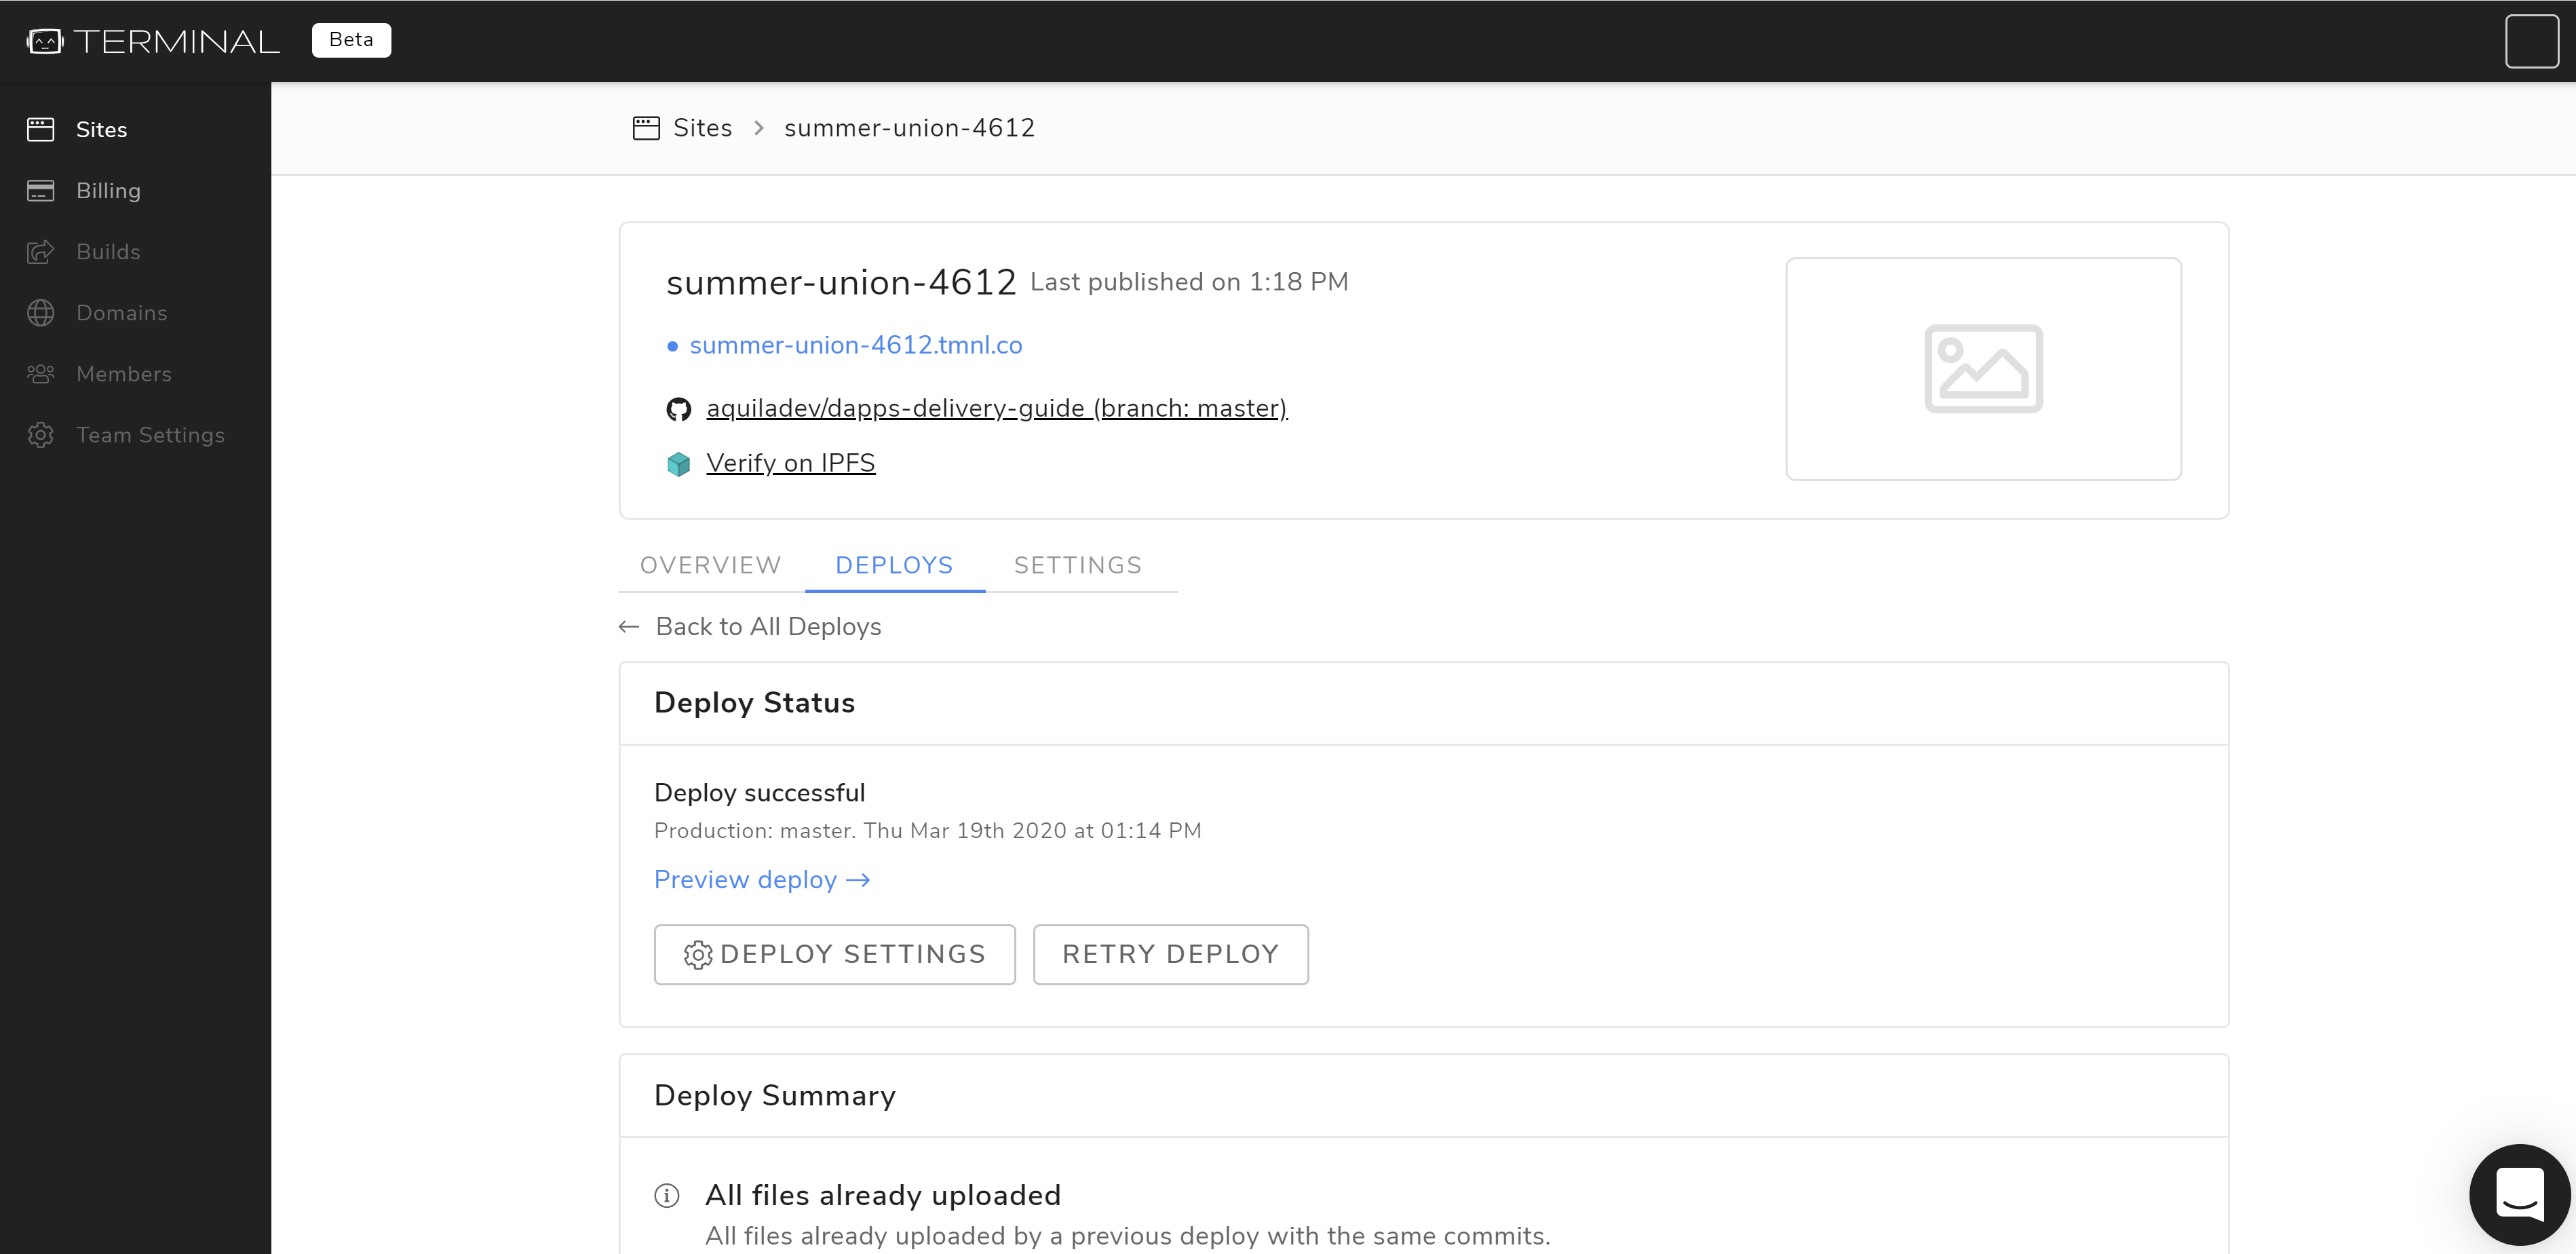 TERMINAL Beta
Sites
Billing
Builds
Domains
Members
Team Settings
Sites > summer-union-4612
summer-union-4612 Last published on 1:18 PM
summer-union-4612.tmnl.co
aquiladev/dapps-delivery-guide (branch: master)
Verify on IPFS
OVERVIEW DEPLOYS SETTINGS
← Back to All Deploys
Deploy Status
Deploy successful
Production: master. Thu Mar 19th 2020 at 01:14 PM
Preview deploy →
DEPLOY SETTINGS RETRY DEPLOY
Deploy Summary
All files already uploaded
All files already uploaded by a previous deploy with the same commits.